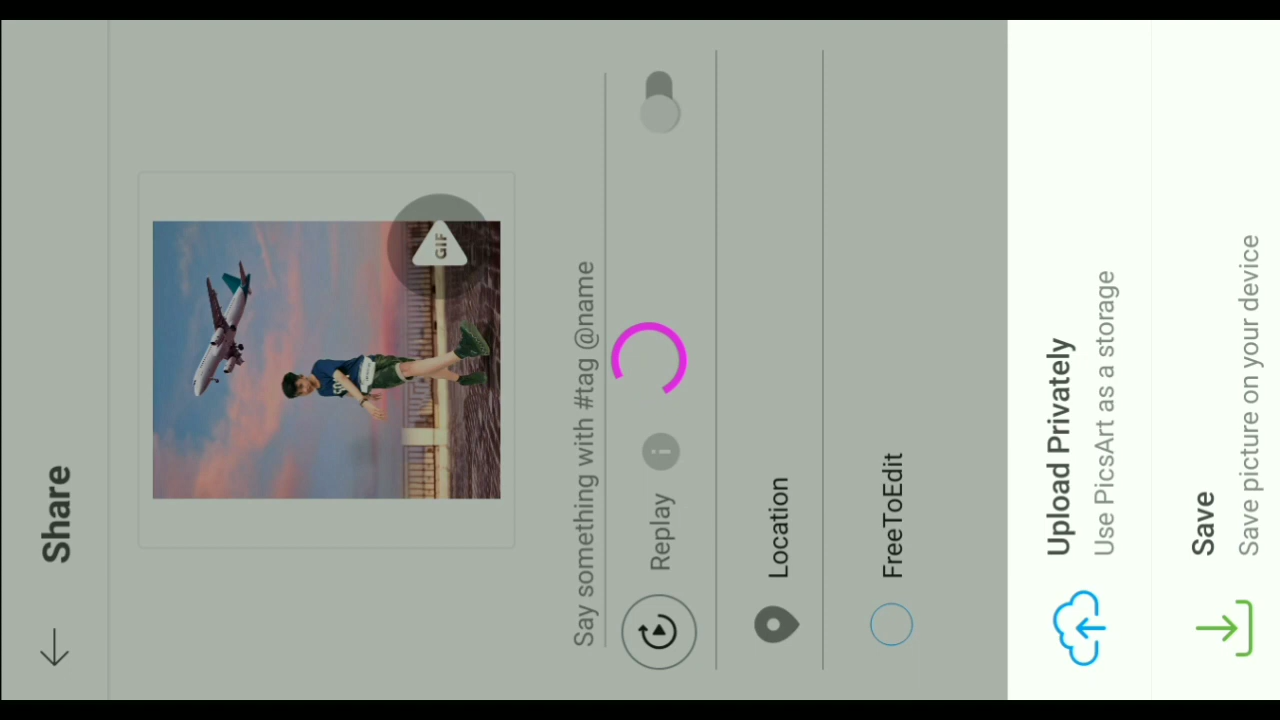 Share
GIF
Say something with #tag @name
Replay
Location
FreeToEdit
Upload Privately
Use PicsArt as a storage
Save
Save picture on your device